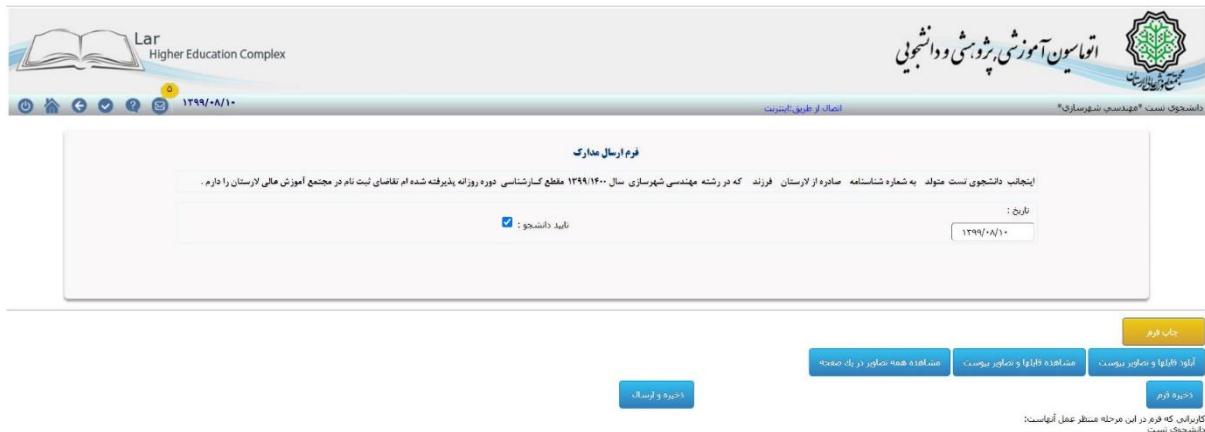 Lar
Higher Education Complex
اتوماسیون آموزشی، پژوهشی و دانشجویی
مجتمع آموزش عالی لارستان
۵
۱۳۹۹/۰۸/۱۰
اتصال از طریق:اینترنت
دانشجوی تست *مهندسی شهرسازی*
فرم ارسال مدارک
اینجانب دانشجوی تست متولد به شماره شناسنامه صادره از لارستان فرزند که در رشته مهندسی شهرسازی سال ۱۳۹۹/۱۴۰۰ مقطع کارشناسی دوره روزانه پذیرفته شده ام تقاضای ثبت نام در مجتمع آموزش عالی لارستان را دارم .
تاریخ :
۱۳۹۹/۰۸/۱۰
تایید دانشجو :
چاپ فرم
آپلود فایلها و تصاویر پیوست
مشاهده فایلها و تصاویر پیوست
مشاهده همه تصاویر در یک صفحه
ذخیره فرم
ذخیره و ارسال
کاربرانی که فرم در این مرحله منتظر عمل آنهاست:
دانشجوی تست